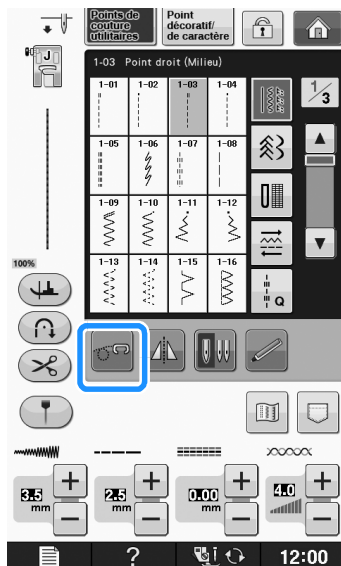 Points de
couture
utilitaires
Point
décoratif/
de caractère
J
1-03 Point droit (Milieu)
1/3
1-01 1-02 1-03 1-04
1-05 1-06 1-07 1-08
1-09 1-10 1-11 1-12
1-13 1-14 1-15 1-16
Q
100%
3.5 mm + −
2.5 mm + −
0.00 mm + −
4.0 + −
? 12:00